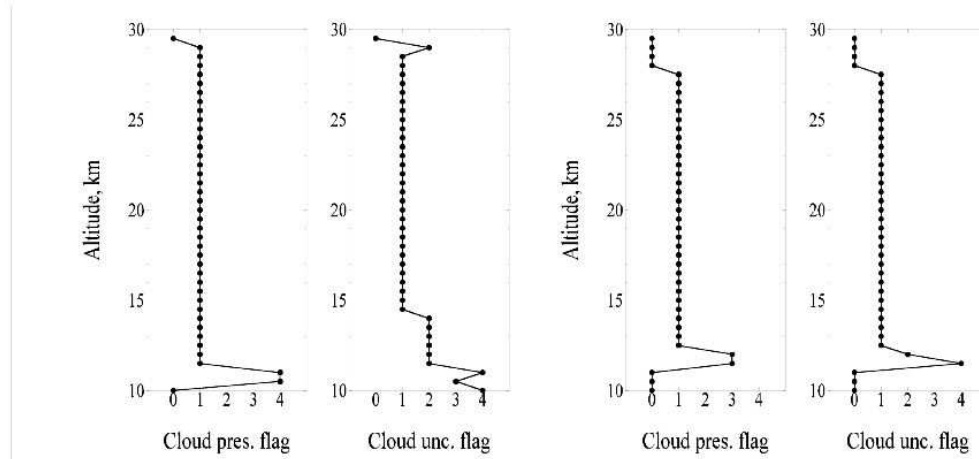 30 30 30 30
25 25 25 25
Altitude, km Altitude, km
20 20 20 20
15 15 15 15
10 10 10 10
0 1 2 3 4 0 1 2 3 4 0 1 2 3 4 0 1 2 3 4
Cloud pres. flag Cloud unc. flag Cloud pres. flag Cloud unc. flag